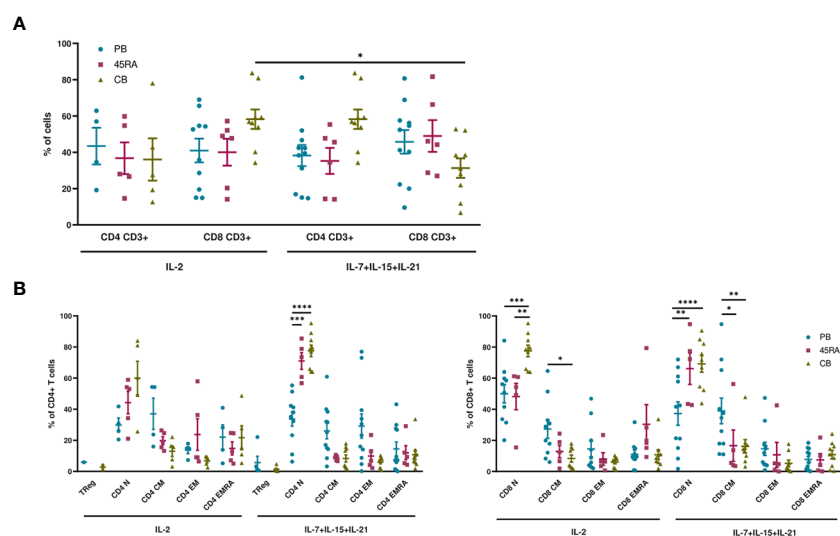 A
PB
45RA
CB
*
% of cells
100
80
60
40
20
0
CD4 CD3+ CD8 CD3+ CD4 CD3+ CD8 CD3+
IL-2 IL-7+IL-15+IL-21
B
% of CD4+ T cells
100
80
60
40
20
0
****
***
TReg CD4 N CD4 CM CD4 EM CD4 EMRA TReg CD4 N CD4 CM CD4 EM CD4 EMRA
IL-2 IL-7+IL-15+IL-21
% of CD8+ T cells
100
80
60
40
20
0
***
**
*
****
**
**
*
PB
45RA
CB
CD8 N CD8 CM CD8 EM CD8 EMRA CD8 N CD8 CM CD8 EM CD8 EMRA
IL-2 IL-7+IL-15+IL-21